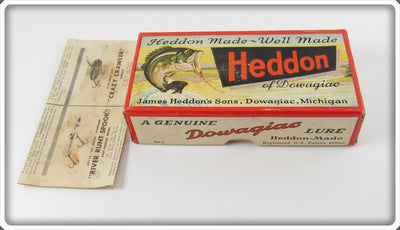 Heddon Made - Well Made
Heddon
of Dowagiac
James Heddon's Sons, Dowagiac, Michigan
A GENUINE
Dowagiac
LURE
Heddon-Made
Registered U.S. Patent Office
"CRAZY CRAWLER"
"RIVER RUNT SPOOK"